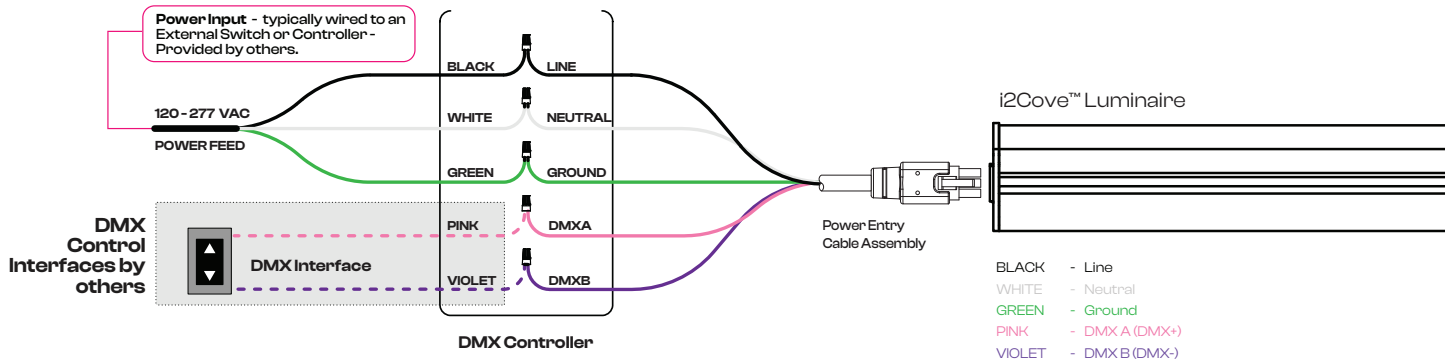 Power Input - typically wired to an
External Switch or Controller -
Provided by others.
120-277 VAC
POWER FEED
BLACK
LINE
WHITE
NEUTRAL
GREEN
GROUND
PINK
DMXA
VIOLET
DMXB
DMX
Control
Interfaces by
others
DMX Interface
DMX Controller
Power Entry
Cable Assembly
i2Cove™ Luminaire
BLACK - Line
WHITE - Neutral
GREEN - Ground
PINK - DMX A (DMX+)
VIOLET - DMX B (DMX-)